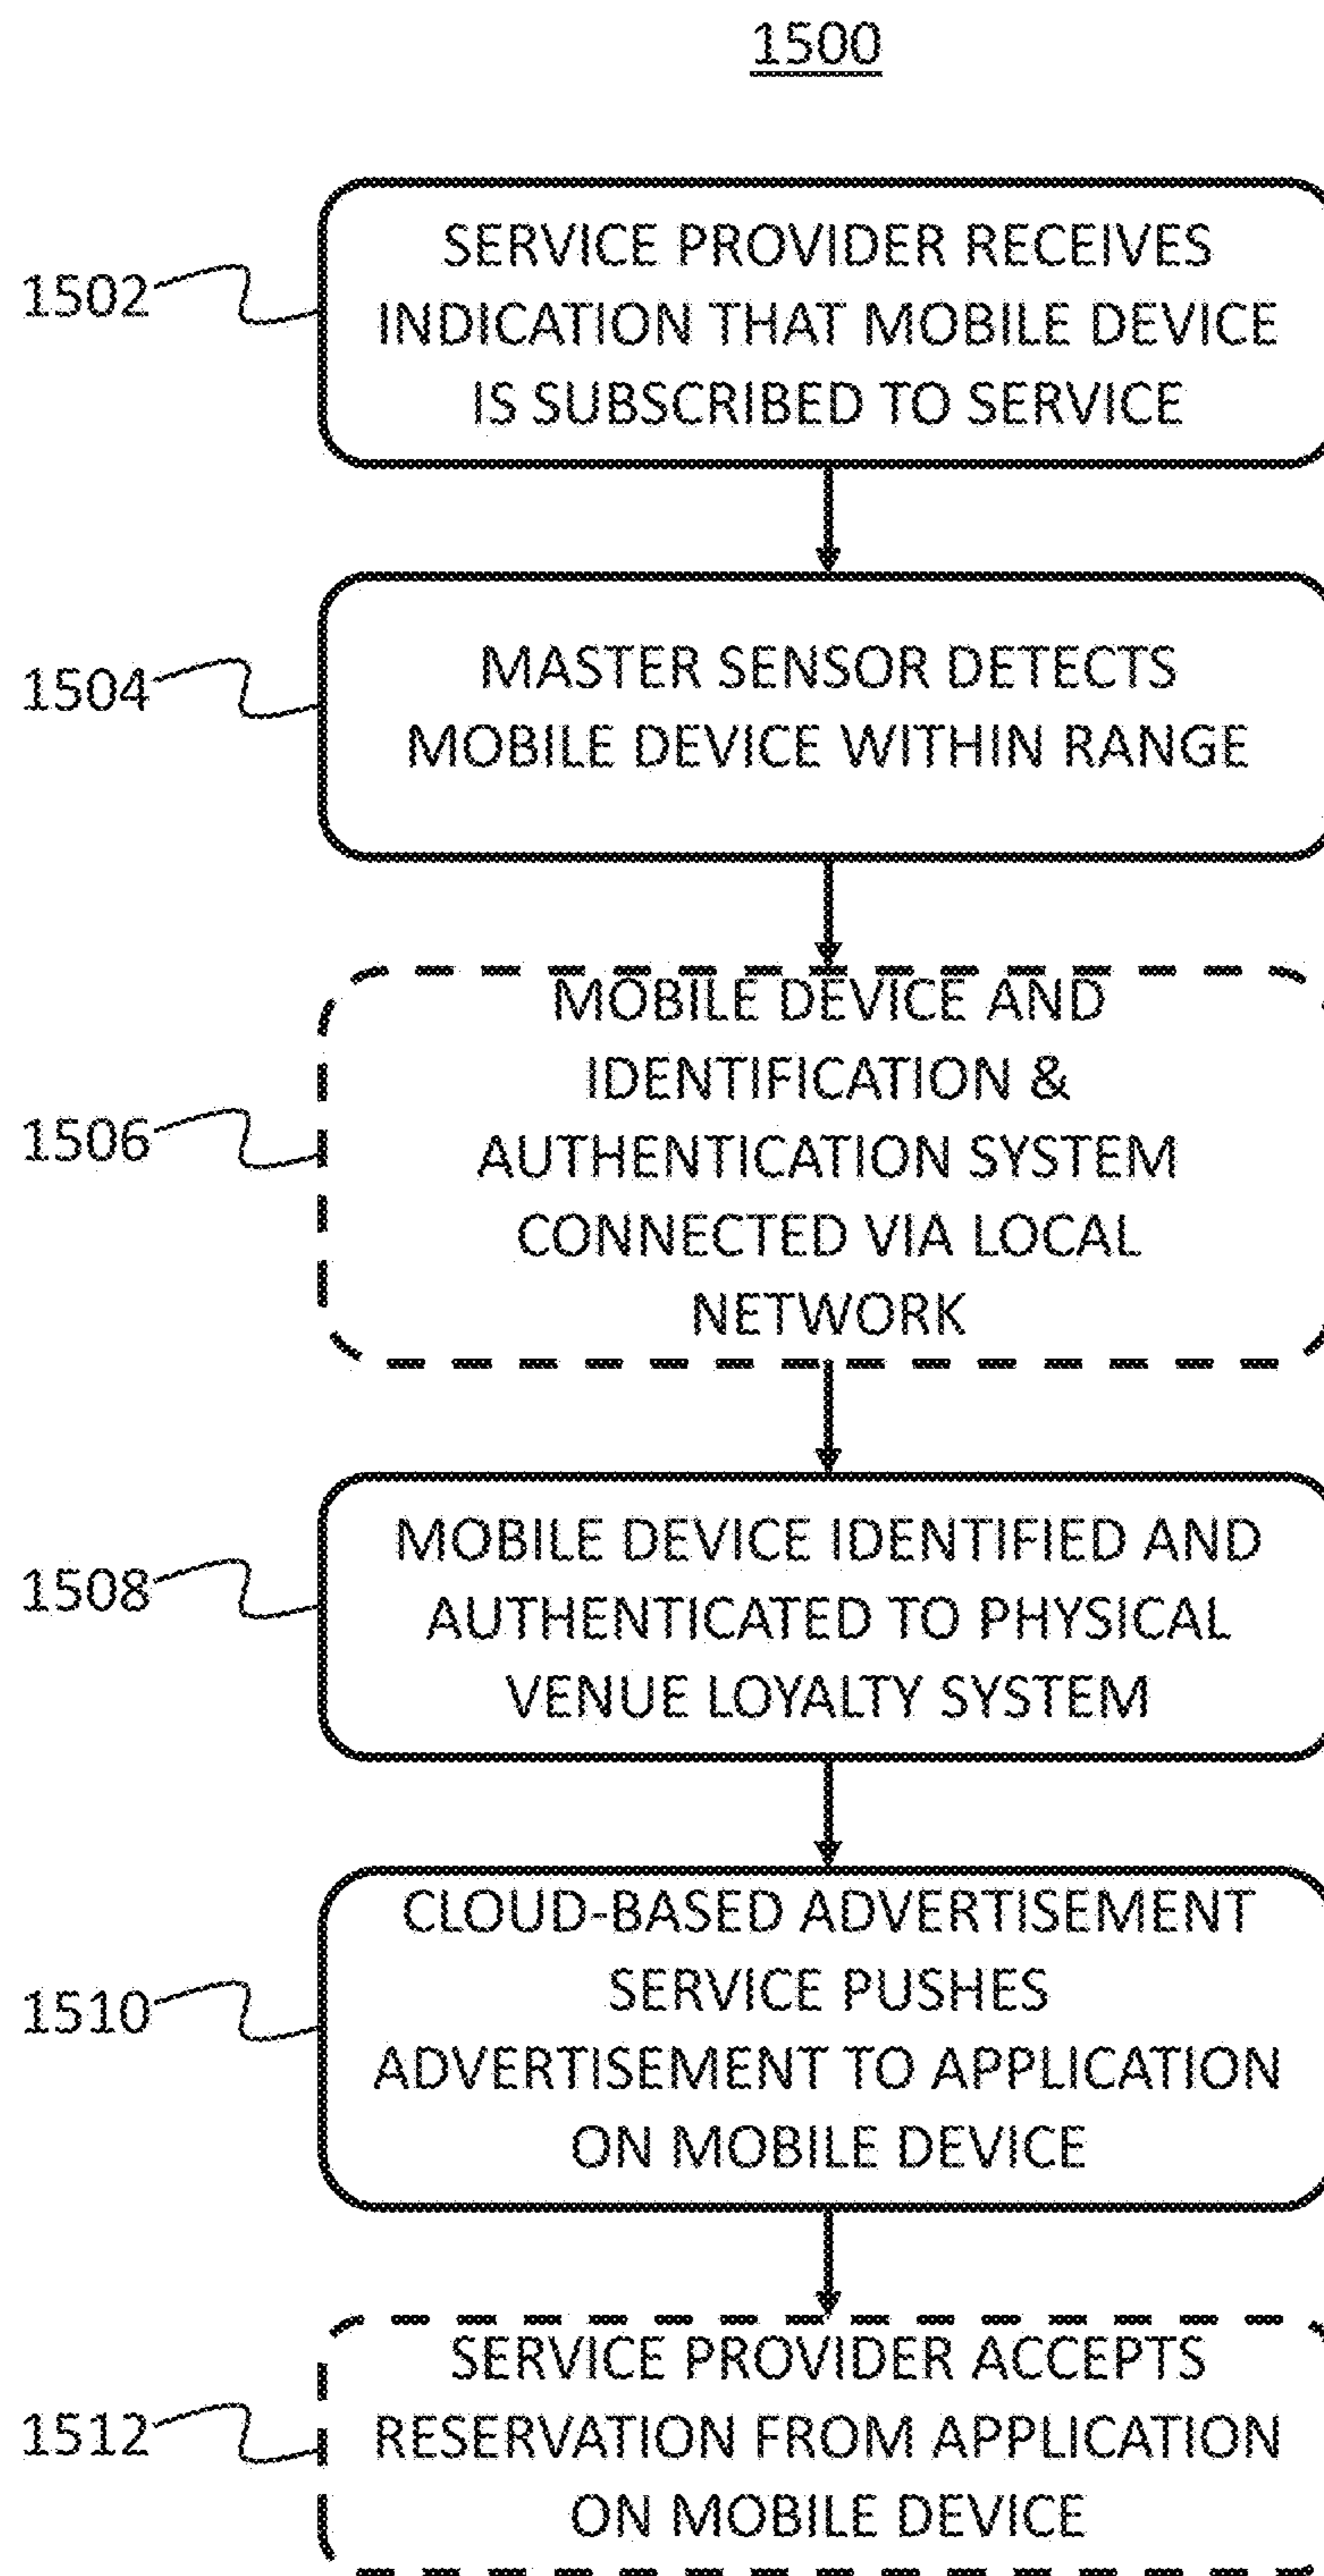 1500
1502
SERVICE PROVIDER RECEIVES
INDICATION THAT MOBILE DEVICE
IS SUBSCRIBED TO SERVICE
1504
MASTER SENSOR DETECTS
MOBILE DEVICE WITHIN RANGE
1506
MOBILE DEVICE AND
IDENTIFICATION &
AUTHENTICATION SYSTEM
CONNECTED VIA LOCAL
NETWORK
1508
MOBILE DEVICE IDENTIFIED AND
AUTHENTICATED TO PHYSICAL
VENUE LOYALTY SYSTEM
1510
CLOUD-BASED ADVERTISEMENT
SERVICE PUSHES
ADVERTISEMENT TO APPLICATION
ON MOBILE DEVICE
1512
SERVICE PROVIDER ACCEPTS
RESERVATION FROM APPLICATION
ON MOBILE DEVICE